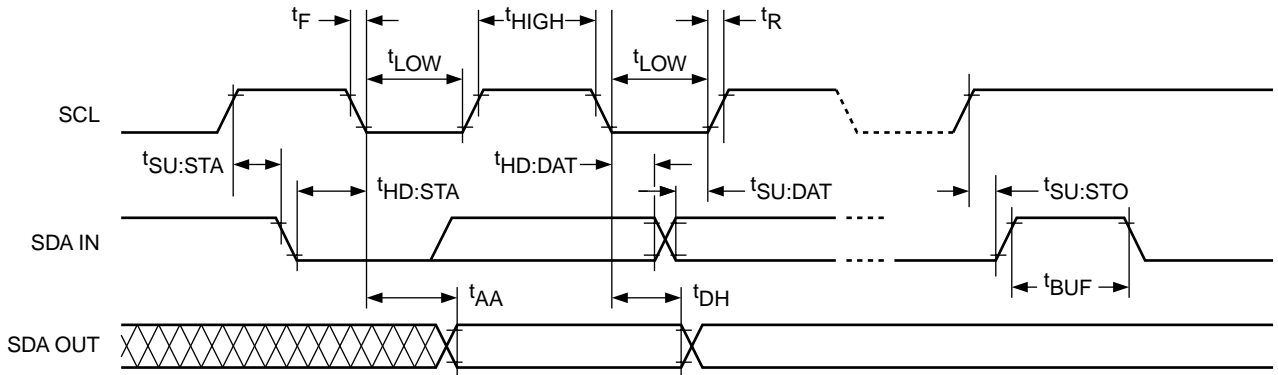 tF
tHIGH
tR
tLOW
tLOW
SCL
tSU:STA
tHD:STA
tHD:DAT
tSU:DAT
tSU:STO
SDA IN
tBUF
tAA
tDH
SDA OUT